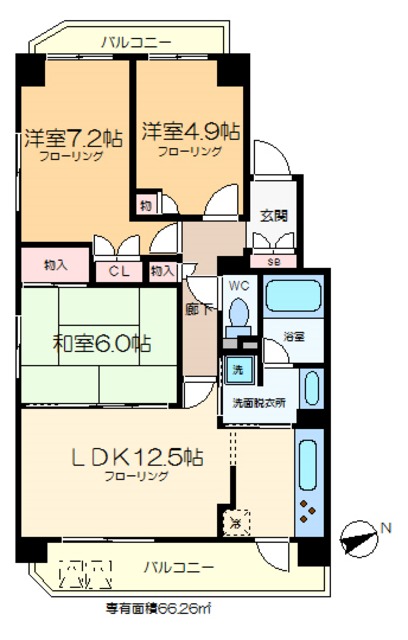 バルコニー
洋室7.2帖
フローリング
洋室4.9帖
フローリング
物
玄関
物入
CL
物入
SB
WC
廊下
浴室
和室6.0帖
洗
洗面脱衣所
LDK12.5帖
フローリング
冷
N
バルコニー
専有面積66.26㎡